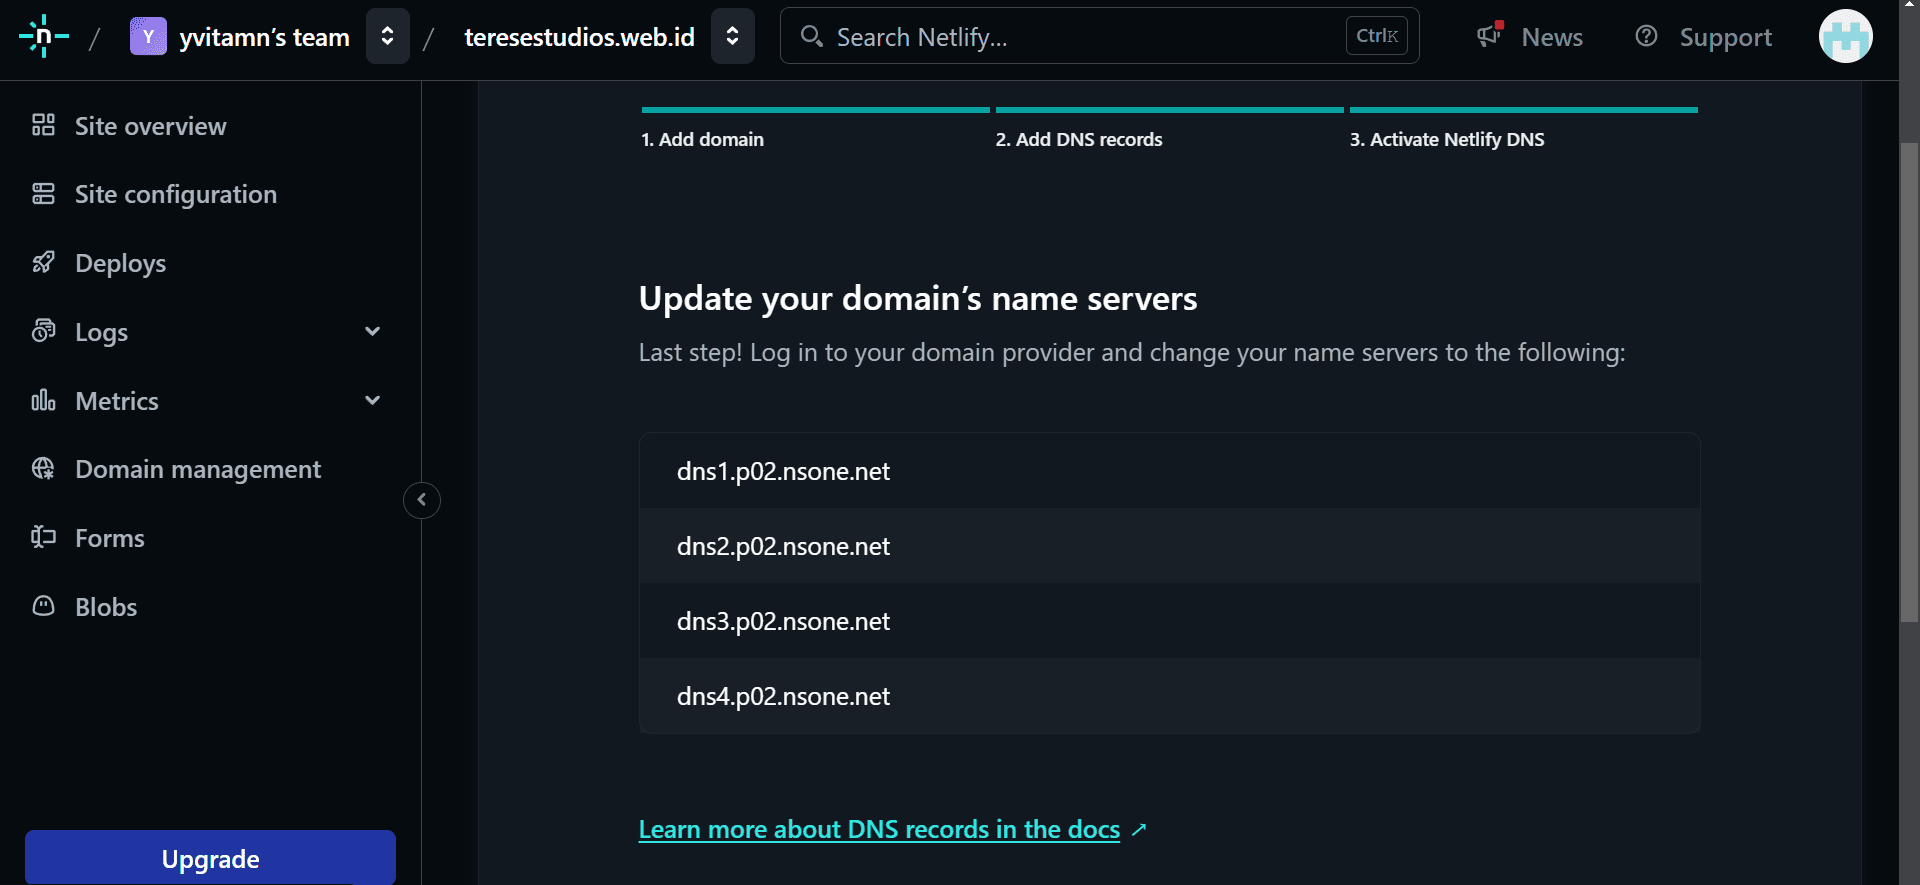 n / Y yvitamn's team / teresestudios.web.id Search Netlify... CtrlK News Support
Site overview
Site configuration
Deploys
Logs
Metrics
Domain management
Forms
Blobs
Upgrade
1. Add domain 2. Add DNS records 3. Activate Netlify DNS
Update your domain's name servers
Last step! Log in to your domain provider and change your name servers to the following:
dns1.p02.nsone.net
dns2.p02.nsone.net
dns3.p02.nsone.net
dns4.p02.nsone.net
Learn more about DNS records in the docs ↗